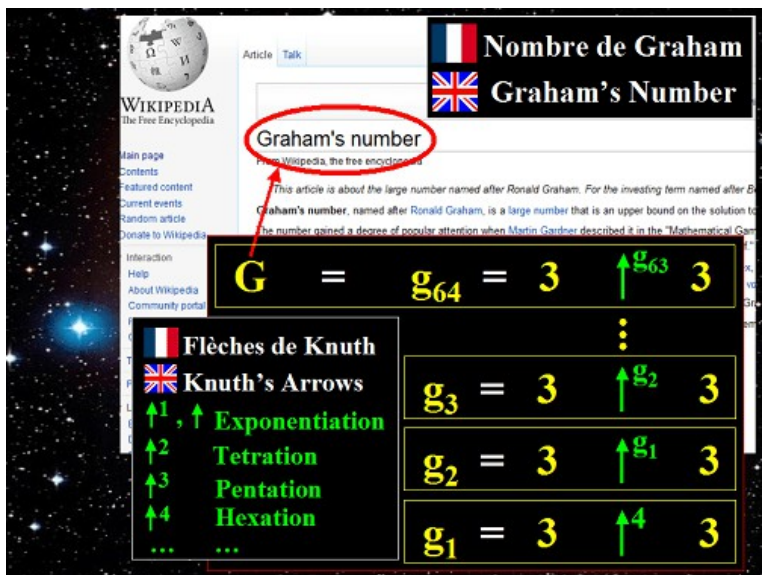 Nombre de Graham
Graham's Number
WIKIPEDIA
The Free Encyclopedia
Main page
Contents
Featured content
Current events
Random article
Donate to Wikipedia
Interaction
Help
About Wikipedia
Community portal
Article Talk
Graham's number
From Wikipedia, the free encyclopedia
This article is about the large number named after Ronald Graham. For the investing term named after
Graham's number, named after Ronald Graham, is a large number that is an upper bound on the solution to
The number gained a degree of popular attention when Martin Gardner described it in the "Mathematical
G = g64 = 3 ↑g63 3
⋮
g3 = 3 ↑g2 3
g2 = 3 ↑g1 3
g1 = 3 ↑4 3
Flèches de Knuth
Knuth's Arrows
↑1 , ↑ Exponentiation
↑2 Tetration
↑3 Pentation
↑4 Hexation
... ...